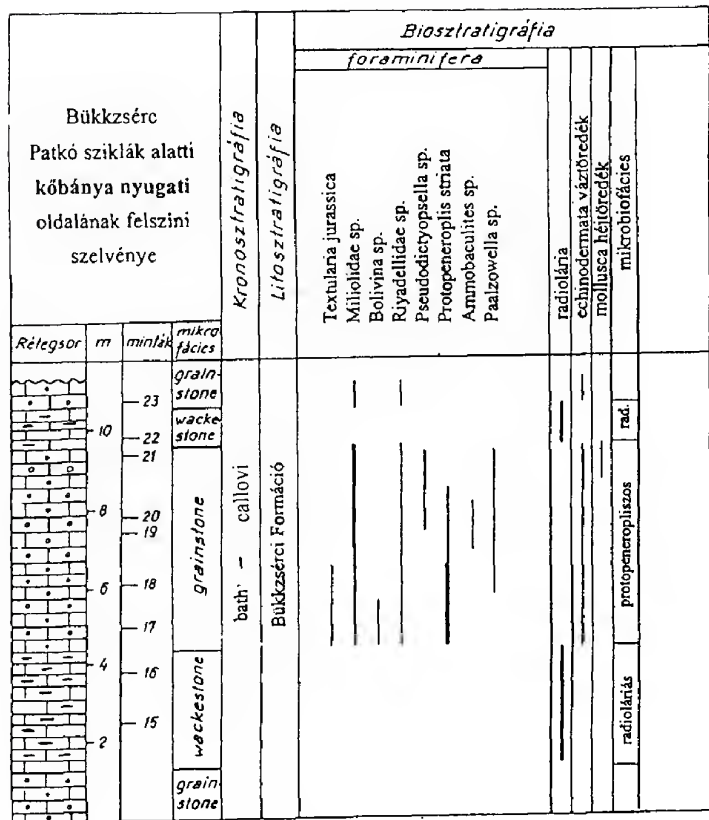 Bükkzsérc
Patkó sziklák alatti
kőbánya nyugati
oldalának felszíni
szelvénye
Kronosztratigráfia
Litosztratigráfia
Biosztratigráfia
foraminifera
Textularia jurassica
Miliolidae sp.
Bolivina sp.
Riyadellidae sp.
Pseudodictyopsella sp.
Protopeneroplis striata
Ammobaculites sp.
Paalzowella sp.
radiolária
echinodermata váztöredék
mollusca héjtöredék
mikrobiofácies
Rétegsor
m
minták
mikro
fácies
10
8
6
4
2
23
22
21
20
19
18
17
16
15
grain-
stone
wacke-
stone
grainstone
wackestone
grain-
stone
bath - callovi
Bükkzsérci Formáció
rad.
protopeneropliszos
radioláriás